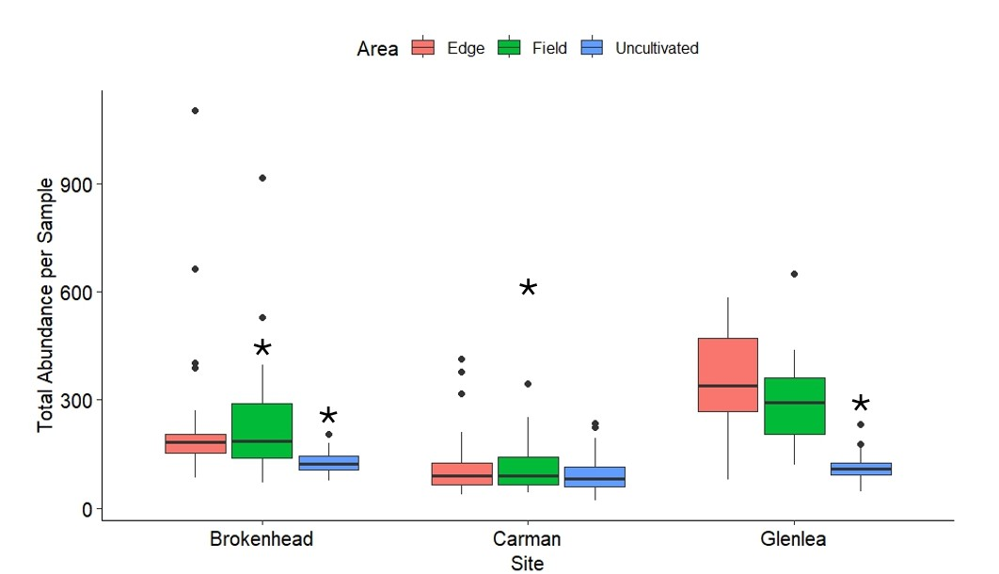 Area Edge Field Uncultivated
Total Abundance per Sample
900
600
300
0
* * * * *
Brokenhead Carman Glenlea
Site